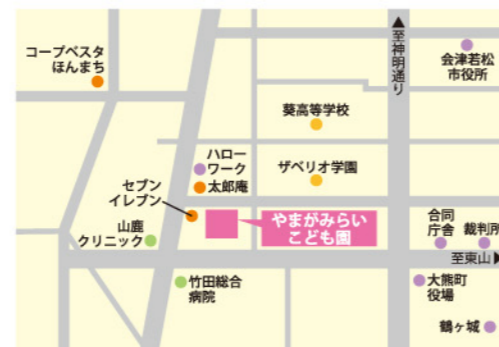 コープベスタ
ほんまち
▲至神明通り
会津若松
市役所
葵高等学校
ハロー
ワーク
太郎庵
ザベリオ学園
セブン
イレブン
山鹿
クリニック
やまがみらい
こども園
合同
庁舎
裁判所
至東山▶
竹田総合
病院
大熊町
役場
鶴ヶ城